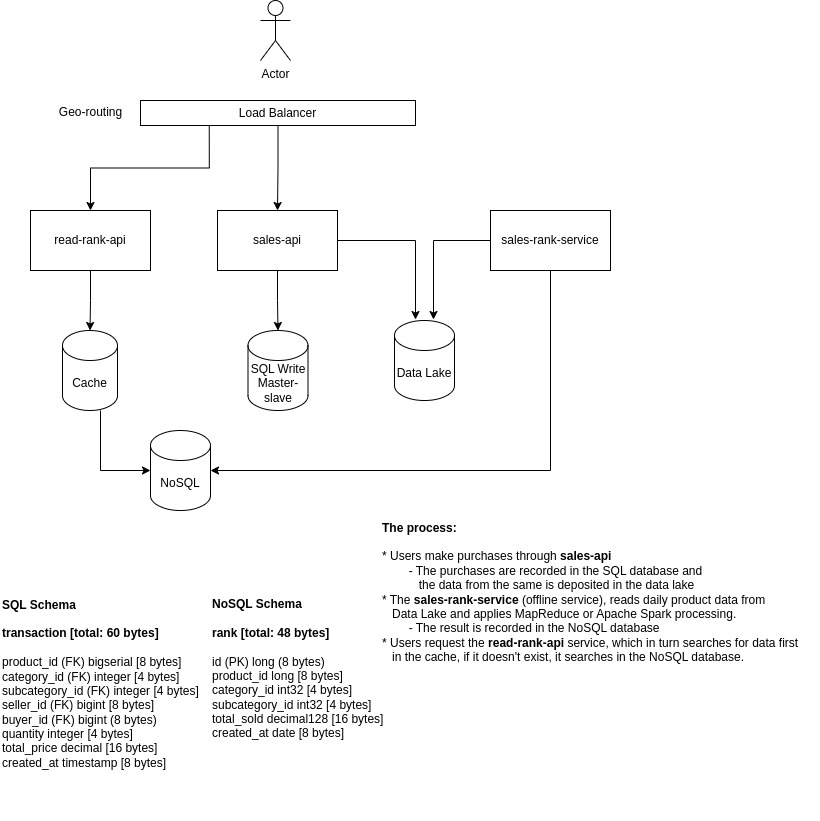 Actor
Geo-routing
Load Balancer
read-rank-api
sales-api
sales-rank-service
Cache
SQL Write
Master-
slave
Data Lake
NoSQL
The process:
* Users make purchases through sales-api
- The purchases are recorded in the SQL database and
the data from the same is deposited in the data lake
* The sales-rank-service (offline service), reads daily product data from
Data Lake and applies MapReduce or Apache Spark processing.
- The result is recorded in the NoSQL database
* Users request the read-rank-api service, which in turn searches for data first
in the cache, if it doesn't exist, it searches in the NoSQL database.
SQL Schema
transaction [total: 60 bytes]
product_id (FK) bigserial [8 bytes]
category_id (FK) integer [4 bytes]
subcategory_id (FK) integer [4 bytes]
seller_id (FK) bigint [8 bytes]
buyer_id (FK) bigint (8 bytes)
quantity integer [4 bytes]
total_price decimal [16 bytes]
created_at timestamp [8 bytes]
NoSQL Schema
rank [total: 48 bytes]
id (PK) long (8 bytes)
product_id long [8 bytes]
category_id int32 [4 bytes]
subcategory_id int32 [4 bytes]
total_sold decimal128 [16 bytes]
created_at date [8 bytes]